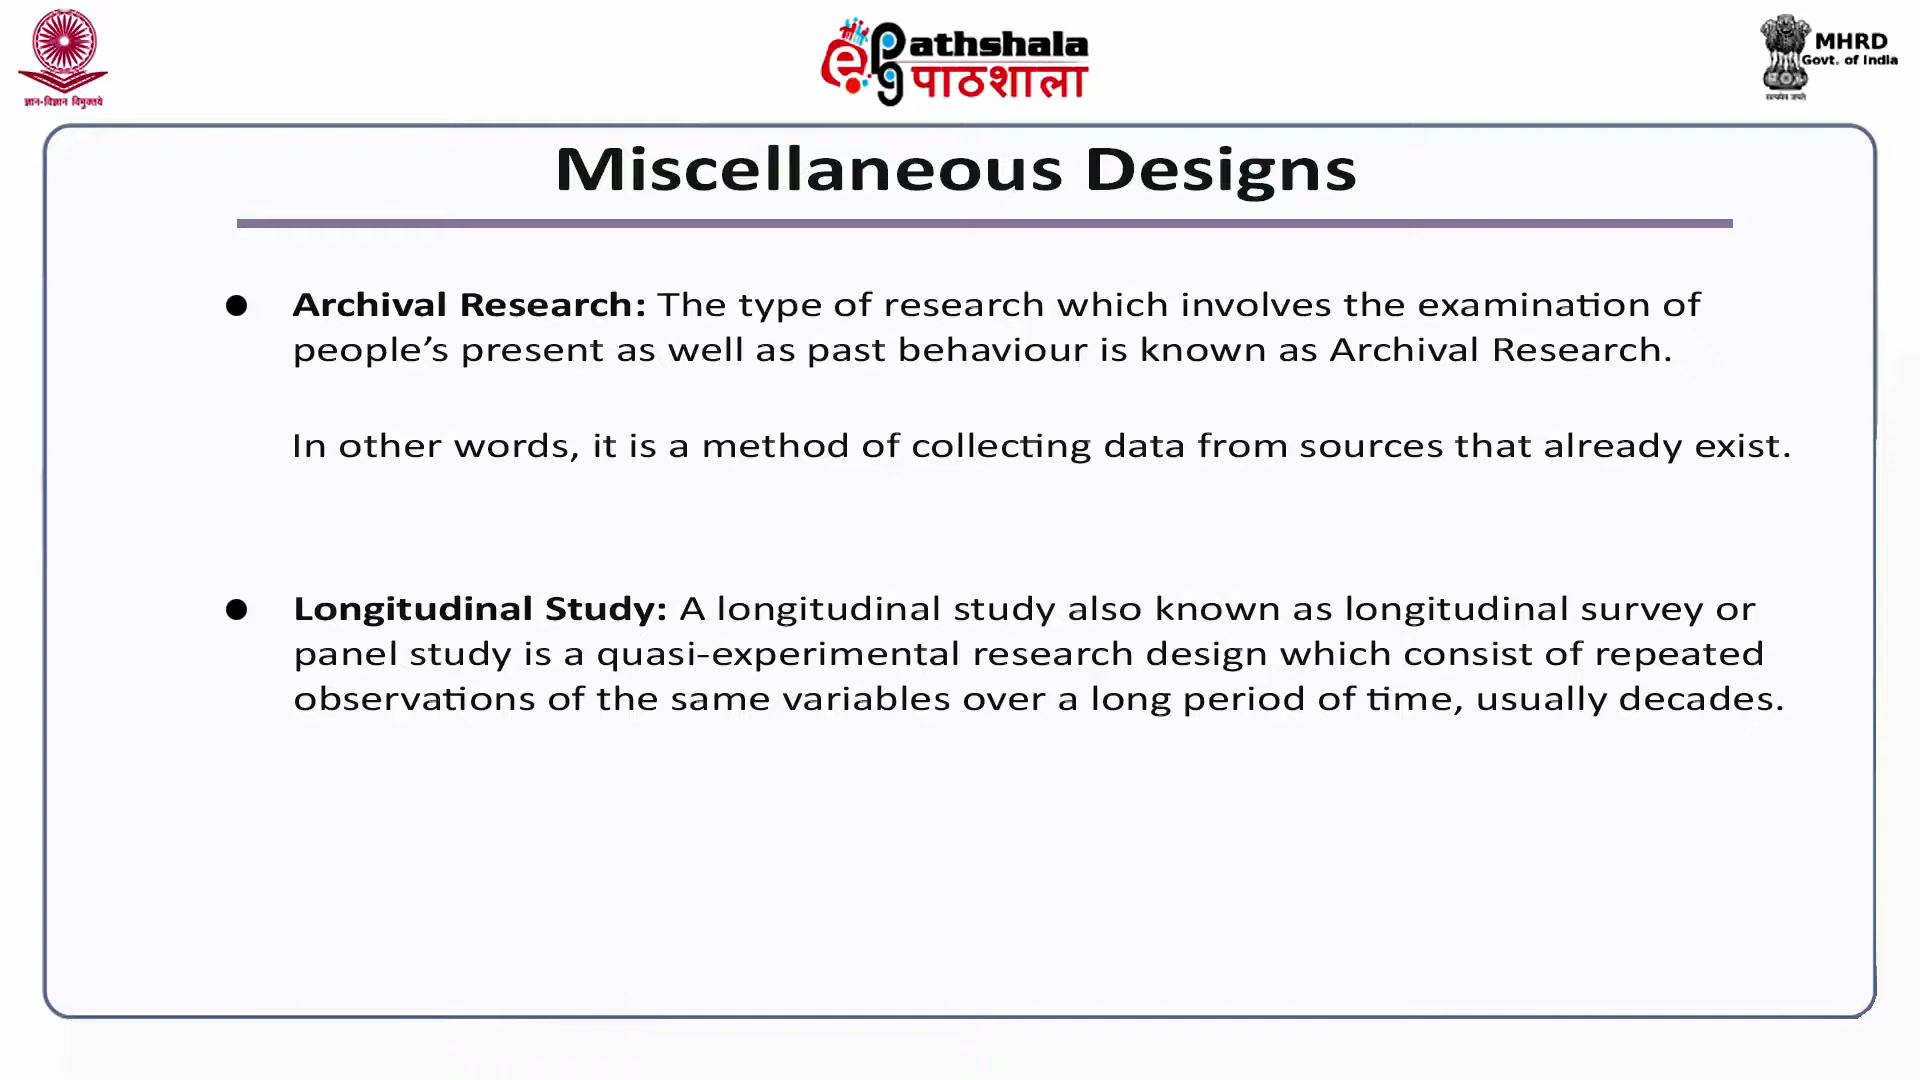 ज्ञान-विज्ञान विमुक्तये
Pathshala
पाठशाला
MHRD
Govt. of India
सत्यमेव जयते
Miscellaneous Designs
● Archival Research: The type of research which involves the examination of
people’s present as well as past behaviour is known as Archival Research.
In other words, it is a method of collecting data from sources that already exist.
● Longitudinal Study: A longitudinal study also known as longitudinal survey or
panel study is a quasi-experimental research design which consist of repeated
observations of the same variables over a long period of time, usually decades.